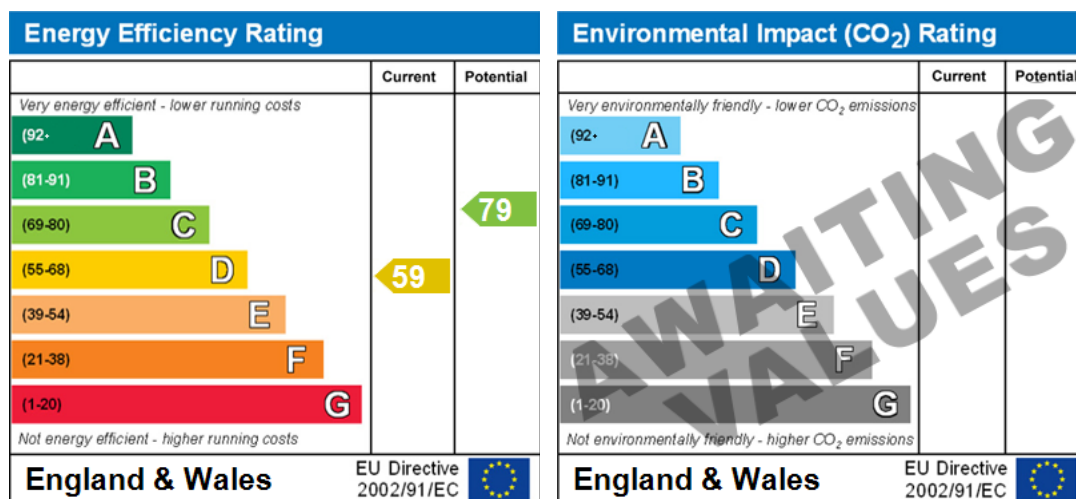 Energy Efficiency Rating
Current Potential
Very energy efficient - lower running costs
(92+ A
(81-91) B
(69-80) C
(55-68) D
(39-54) E
(21-38) F
(1-20) G
79
59
Not energy efficient - higher running costs
England & Wales
EU Directive
2002/91/EC
Environmental Impact (CO₂) Rating
Current Potential
Very environmentally friendly - lower CO₂ emissions
(92+ A
(81-91) B
(69-80) C
(55-68) D
(39-54) E
(21-38) F
(1-20) G
AWAITING
VALUES
Not environmentally friendly - higher CO₂ emissions
England & Wales
EU Directive
2002/91/EC